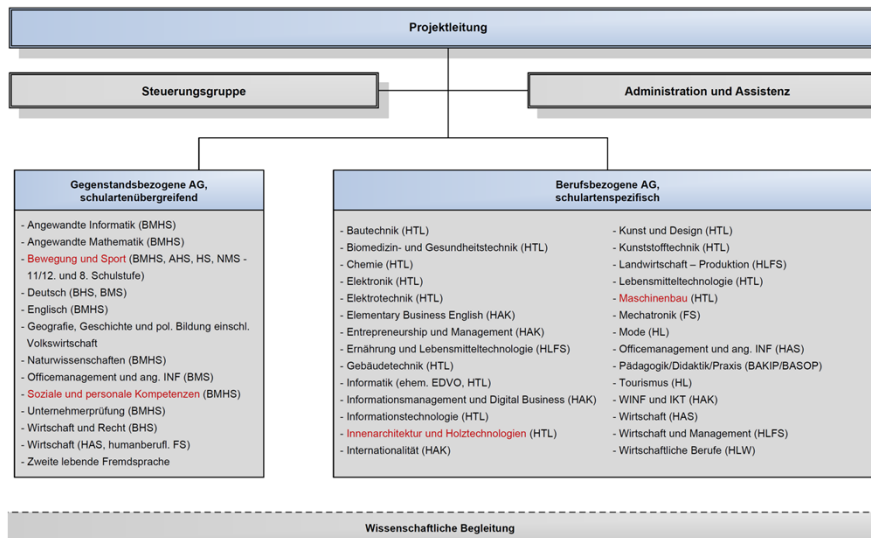 Projektleitung
Steuerungsgruppe
Administration und Assistenz
Gegenstandsbezogene AG,
schulartenübergreifend
- Angewandte Informatik (BMHS)
- Angewandte Mathematik (BMHS)
- Bewegung und Sport (BMHS, AHS, HS, NMS -
11/12. und 8. Schulstufe)
- Deutsch (BHS, BMS)
- Englisch (BMHS)
- Geografie, Geschichte und pol. Bildung einschl.
Volkswirtschaft
- Naturwissenschaften (BMHS)
- Officemanagement und ang. INF (BMS)
- Soziale und personale Kompetenzen (BMHS)
- Unternehmerprüfung (BMHS)
- Wirtschaft und Recht (BHS)
- Wirtschaft (HAS, humanberufl. FS)
- Zweite lebende Fremdsprache
Berufsbezogene AG,
schulartenspezifisch
- Bautechnik (HTL)
- Biomedizin- und Gesundheitstechnik (HTL)
- Chemie (HTL)
- Elektronik (HTL)
- Elektrotechnik (HTL)
- Elementary Business English (HAK)
- Entrepreneurship und Management (HAK)
- Ernährung und Lebensmitteltechnologie (HLFS)
- Gebäudetechnik (HTL)
- Informatik (ehem. EDVO, HTL)
- Informationsmanagement und Digital Business (HAK)
- Informationstechnologie (HTL)
- Innenarchitektur und Holztechnologien (HTL)
- Internationalität (HAK)
- Kunst und Design (HTL)
- Kunststofftechnik (HTL)
- Landwirtschaft – Produktion (HLFS)
- Lebensmitteltechnologie (HTL)
- Maschinenbau (HTL)
- Mechatronik (FS)
- Mode (HL)
- Officemanagement und ang. INF (HAS)
- Pädagogik/Didaktik/Praxis (BAKIP/BASOP)
- Tourismus (HL)
- WINF und IKT (HAK)
- Wirtschaft (HAS)
- Wirtschaft und Management (HLFS)
- Wirtschaftliche Berufe (HLW)
Wissenschaftliche Begleitung